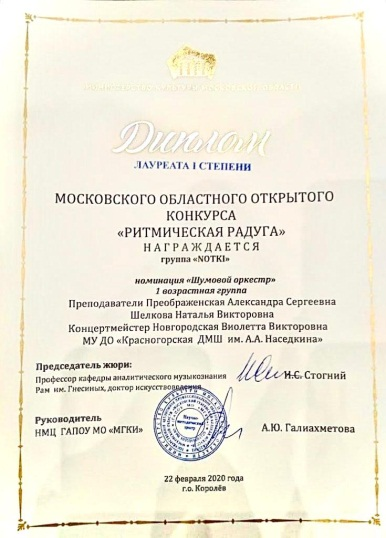 Диплом
ЛАУРЕАТА I СТЕПЕНИ
МОСКОВСКОГО ОБЛАСТНОГО ОТКРЫТОГО
КОНКУРСА
«РИТМИЧЕСКАЯ РАДУГА»
НАГРАЖДАЕТСЯ
группа «NOTKI»
номинация «Шумовой оркестр»
1 возрастная группа
Преподаватели Преображенская Александра Сергеевна
Шелкова Наталья Викторовна
Концертмейстер Новгородская Виолетта Викторовна
МУ ДО «Красногорская ДМШ им. А.А. Наседкина»
Председатель жюри:
Профессор кафедры аналитического музыкознания
Рам им. Гнесиных, доктор искусствоведения
Н.С. Стогний
Руководитель
НМЦ ГАПОУ МО «МГКИ»
Научно-
методический
центр
А.Ю. Галиахметова
22 февраля 2020 года
г.о. Королёв